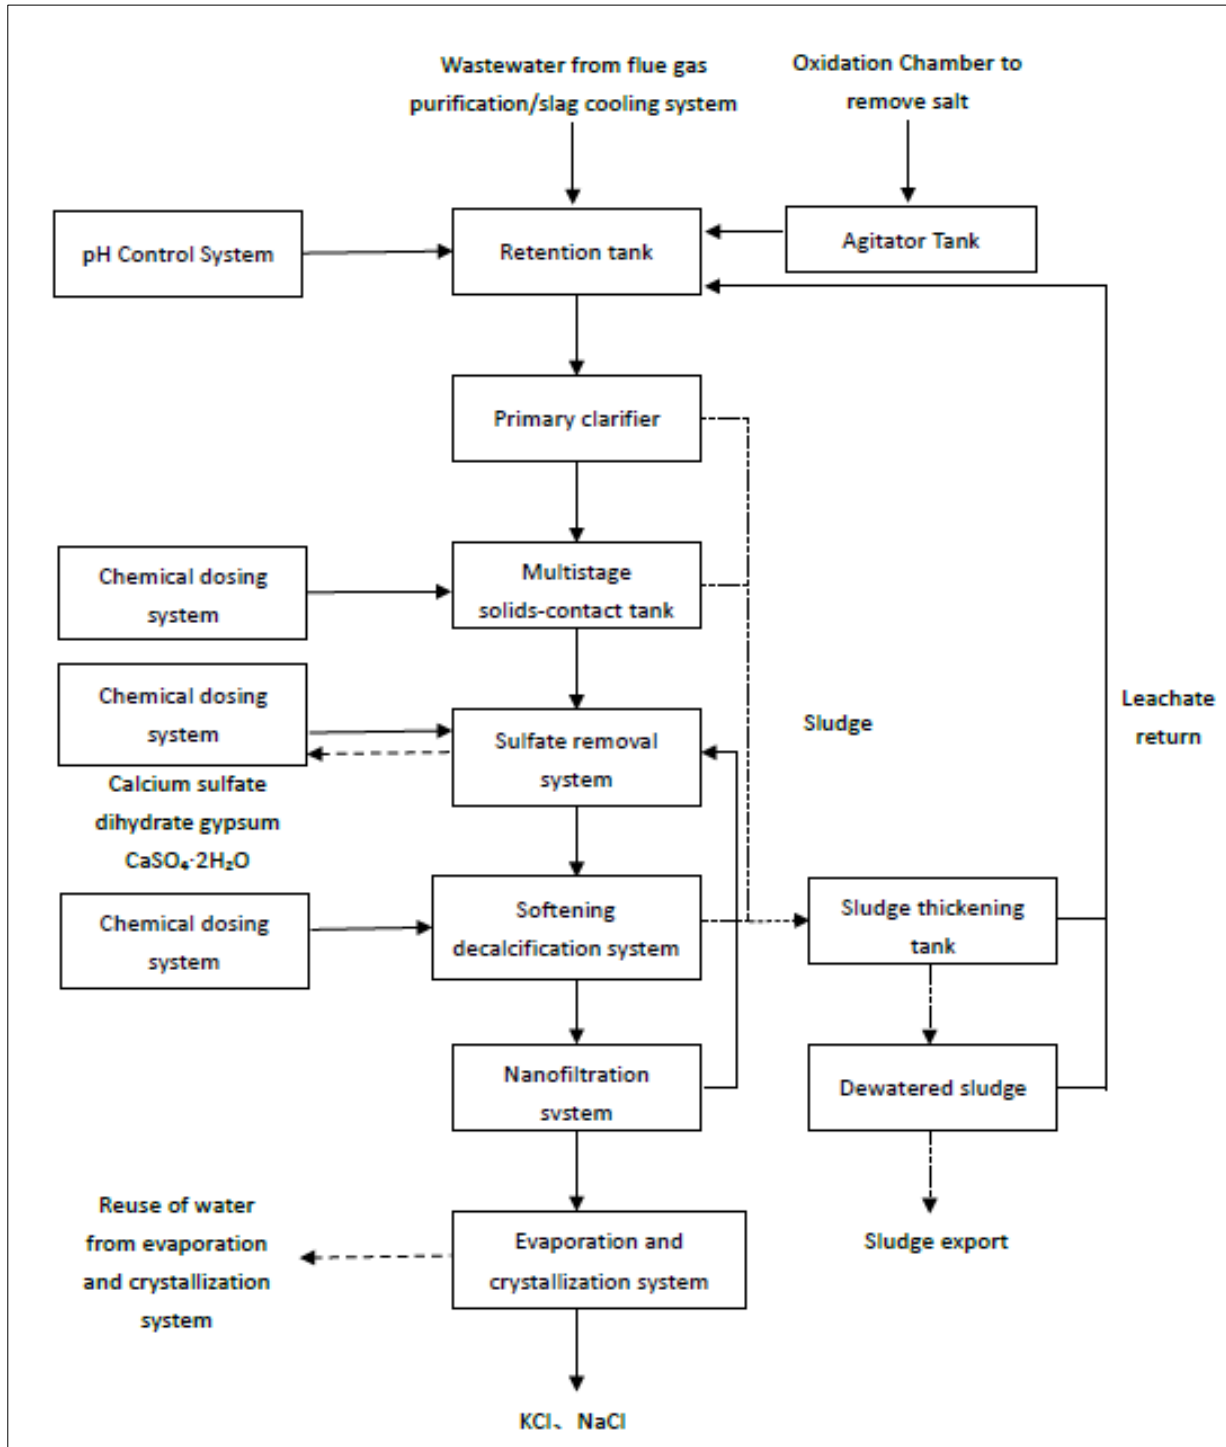 Wastewater from flue gas
purification/slag cooling system
Oxidation Chamber to
remove salt
pH Control System
Retention tank
Agitator Tank
Primary clarifier
Chemical dosing
system
Multistage
solids-contact tank
Chemical dosing
system
Sulfate removal
system
Sludge
Leachate
return
Calcium sulfate
dihydrate gypsum
CaSO₄·2H₂O
Chemical dosing
system
Softening
decalcification system
Sludge thickening
tank
Nanofiltration
system
Dewatered sludge
Reuse of water
from evaporation
and crystallization
system
Evaporation and
crystallization system
Sludge export
KCl、NaCl